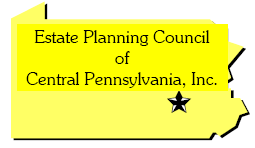 Estate Planning Council
of
Central Pennsylvania, Inc.